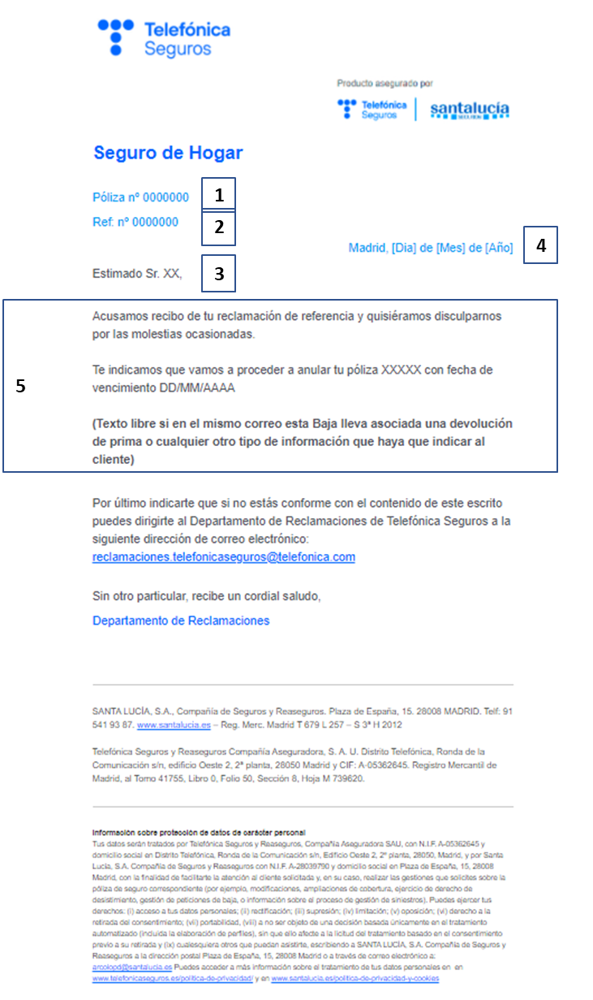 Telefónica
Seguros
Producto asegurado por
Telefónica
Seguros
santalucía
SEGUROS
Seguro de Hogar
Póliza nº 0000000
1
Ref: nº 0000000
2
Madrid, [Dia] de [Mes] de [Año]
4
Estimado Sr. XX,
3
Acusamos recibo de tu reclamación de referencia y quisiéramos disculparnos
por las molestias ocasionadas.
Te indicamos que vamos a proceder a anular tu póliza XXXXX con fecha de
5
vencimiento DD/MM/AAAA
(Texto libre si en el mismo correo esta Baja lleva asociada una devolución
de prima o cualquier otro tipo de información que haya que indicar al
cliente)
Por último indicarte que si no estás conforme con el contenido de este escrito
puedes dirigirte al Departamento de Reclamaciones de Telefónica Seguros a la
siguiente dirección de correo electrónico:
reclamaciones.telefonicaseguros@telefonica.com
Sin otro particular, recibe un cordial saludo,
Departamento de Reclamaciones
SANTA LUCÍA, S.A., Compañía de Seguros y Reaseguros. Plaza de España, 15. 28008 MADRID. Telf: 91
541 93 87. www.santalucia.es – Reg. Merc. Madrid T 679 L 257 – S 3ª H 2012
Telefónica Seguros y Reaseguros Compañía Aseguradora, S. A. U. Distrito Telefónica, Ronda de la
Comunicación s/n, edificio Oeste 2, 2ª planta, 28050 Madrid y CIF: A-05362645. Registro Mercantil de
Madrid, al Tomo 41755, Libro 0, Folio 50, Sección 8, Hoja M 739620.
Información sobre protección de datos de carácter personal
Tus datos serán tratados por Telefónica Seguros y Reaseguros, Compañía Aseguradora SAU, con N.I.F. A-05362645 y
domicilio social en Distrito Telefónica, Ronda de la Comunicación s/n, Edificio Oeste 2, 2ª planta, 28050, Madrid, y por Santa
Lucía, S.A. Compañía de Seguros y Reaseguros con N.I.F. A-28039790 y domicilio social en Plaza de España, 15, 28008
Madrid, con la finalidad de facilitarte la atención al cliente solicitada y, en su caso, realizar las gestiones que solicites sobre la
póliza de seguro correspondiente (por ejemplo, modificaciones, ampliaciones de cobertura, ejercicio de derecho de
desistimiento, gestión de peticiones de baja, o información sobre el proceso de gestión de siniestros). Puedes ejercer tus
derechos: (i) acceso a tus datos personales; (ii) rectificación; (iii) supresión; (iv) limitación; (v) oposición; (vi) derecho a la
retirada del consentimiento; (vii) portabilidad, (viii) a no ser objeto de una decisión basada únicamente en el tratamiento
automatizado (incluida la elaboración de perfiles), sin que ello afecte a la licitud del tratamiento basado en el consentimiento
previo a su retirada y (ix) cualesquiera otros que puedan asistirte, escribiendo a SANTA LUCÍA, S.A. Compañía de Seguros y
Reaseguros a la dirección postal Plaza de España, 15, 28008 Madrid o a través de correo electrónico a:
arcolopd@santalucia.es Puedes acceder a más información sobre el tratamiento de tus datos personales en en
www.telefonicaseguros.es/politica-de-privacidad/ y en www.santalucia.es/politica-de-privacidad-y-cookies